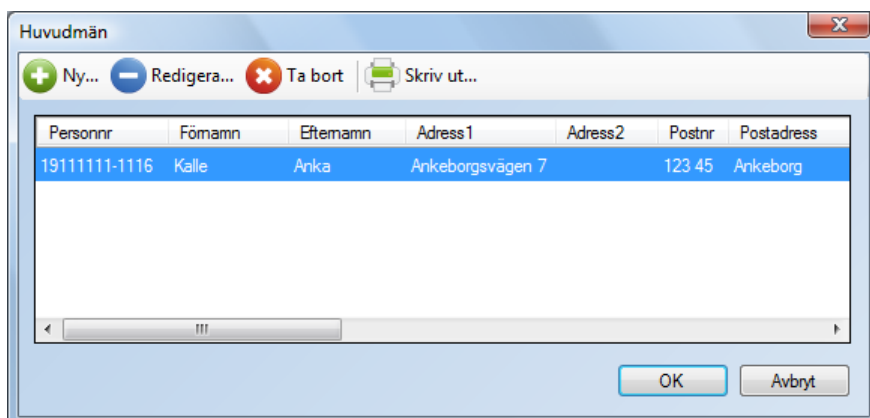 Huvudmän
Ny... Redigera... Ta bort Skriv ut...
Personnr Förnamn Efternamn Adress1 Adress2 Postnr Postadress
19111111-1116 Kalle Anka Ankeborgsvägen 7 123 45 Ankeborg
OK Avbryt